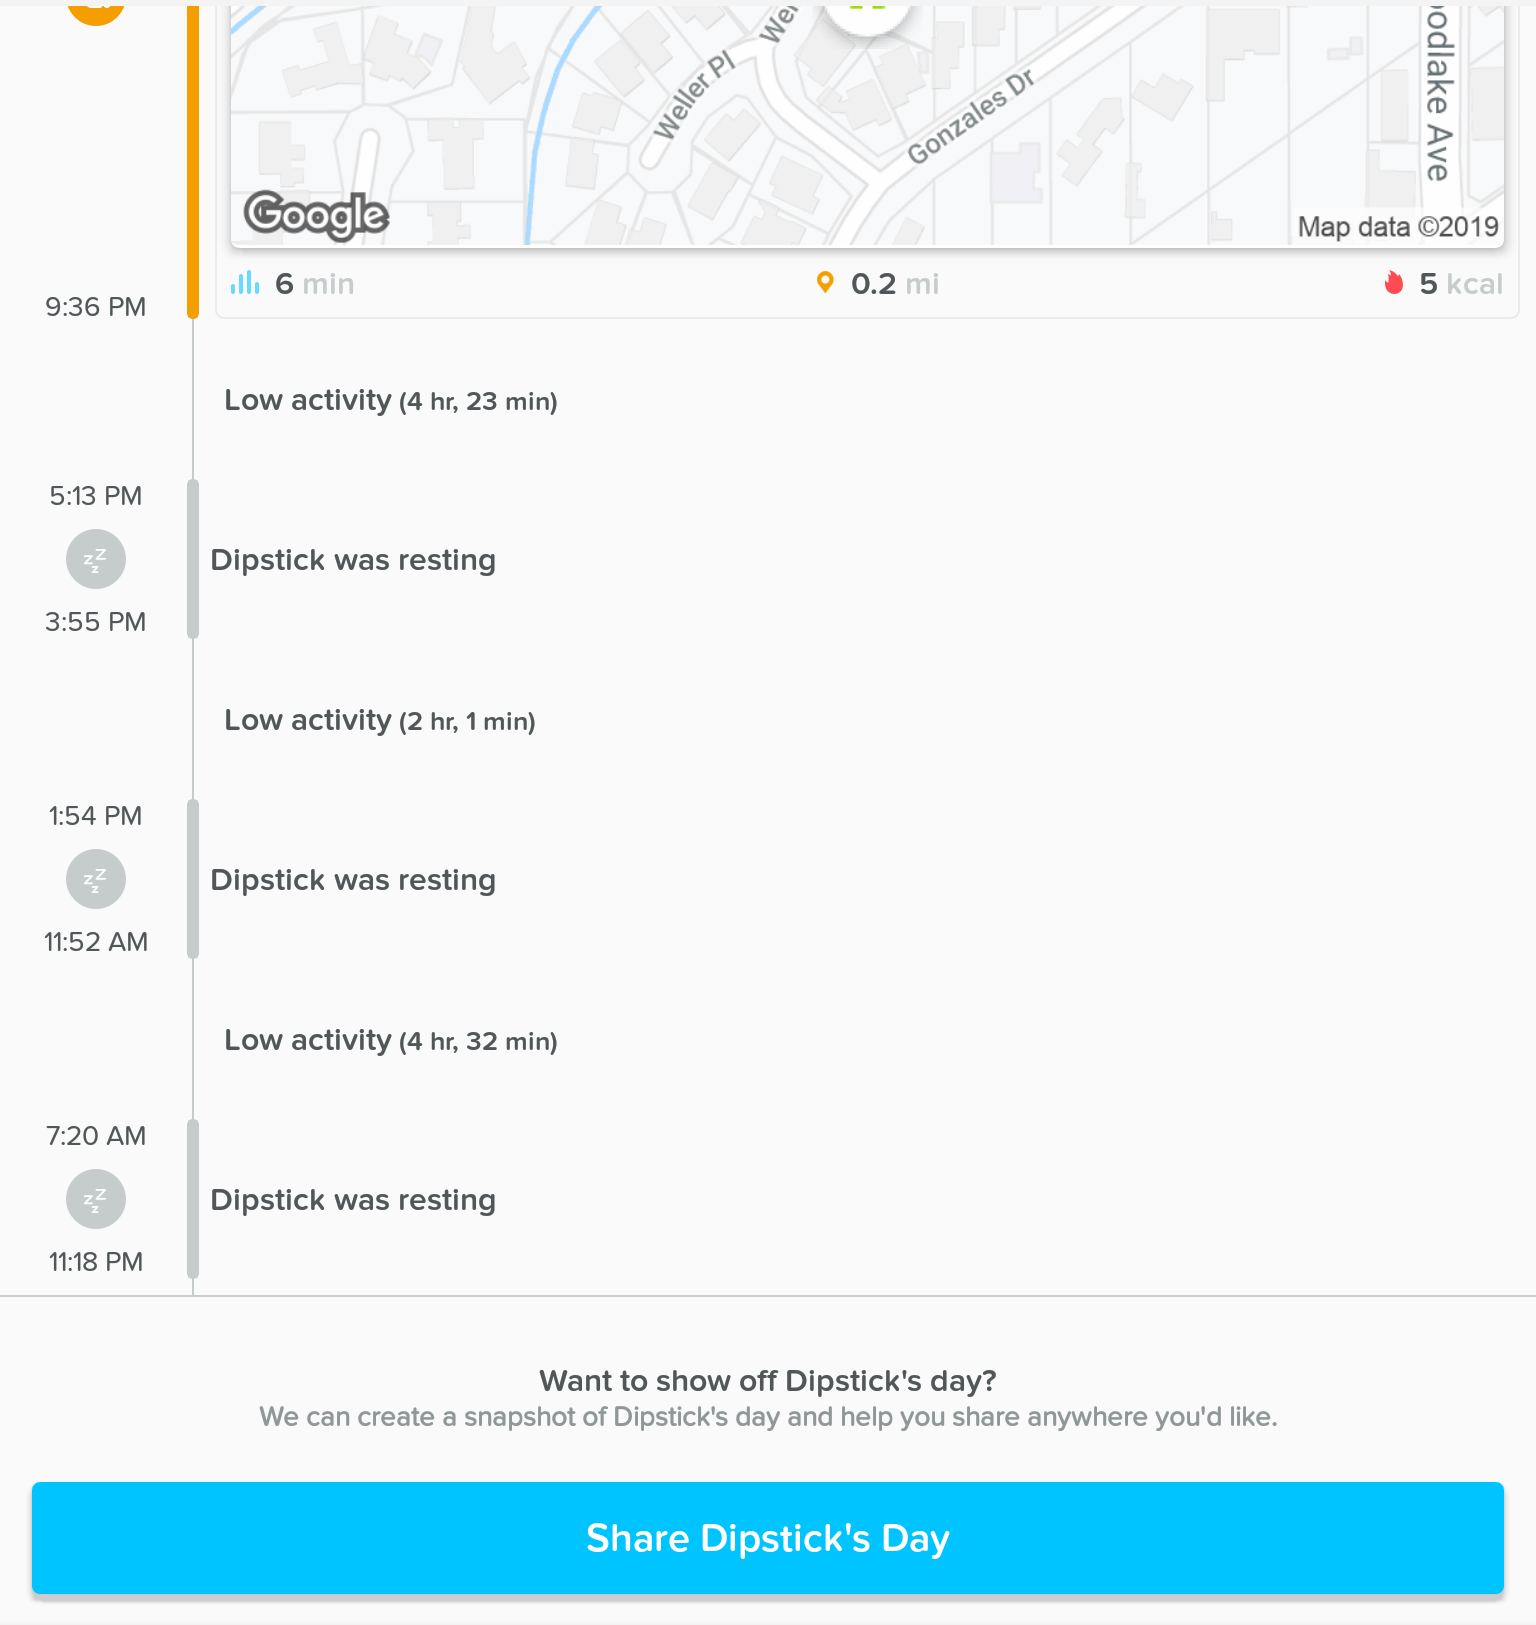 Weller Pl
Gonzales Dr
oodlake Ave
Google
Map data ©2019
6 min
0.2 mi
5 kcal
9:36 PM
Low activity (4 hr, 23 min)
5:13 PM
zzz
Dipstick was resting
3:55 PM
Low activity (2 hr, 1 min)
1:54 PM
zzz
Dipstick was resting
11:52 AM
Low activity (4 hr, 32 min)
7:20 AM
zzz
Dipstick was resting
11:18 PM
Want to show off Dipstick's day?
We can create a snapshot of Dipstick's day and help you share anywhere you'd like.
Share Dipstick's Day